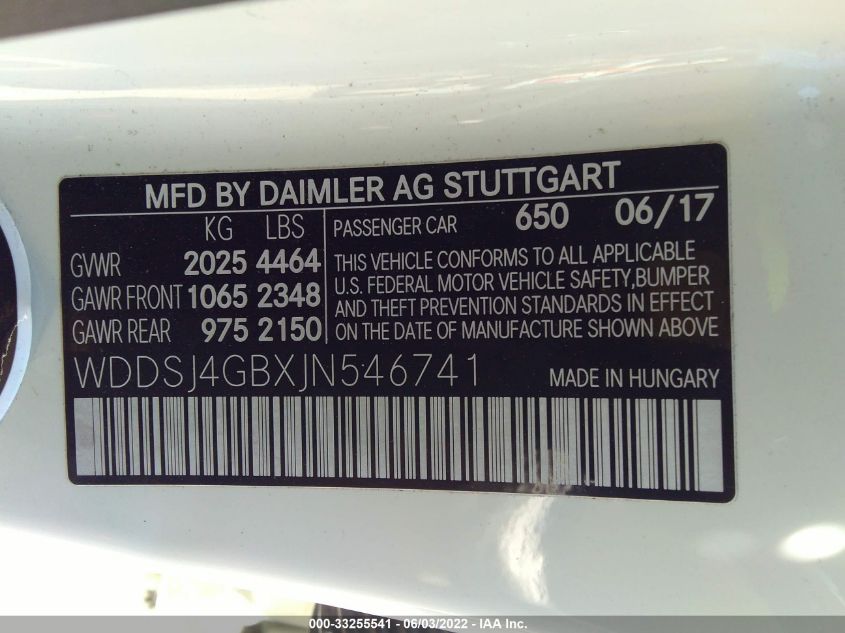 MFD BY DAIMLER AG STUTTGART
KG LBS
GVWR 2025 4464
GAWR FRONT 1065 2348
GAWR REAR 975 2150
PASSENGER CAR 650 06/17
THIS VEHICLE CONFORMS TO ALL APPLICABLE
U.S. FEDERAL MOTOR VEHICLE SAFETY, BUMPER
AND THEFT PREVENTION STANDARDS IN EFFECT
ON THE DATE OF MANUFACTURE SHOWN ABOVE
WDDSJ4GBXJN546741 MADE IN HUNGARY
000-33255541 - 06/03/2022 - IAA Inc.